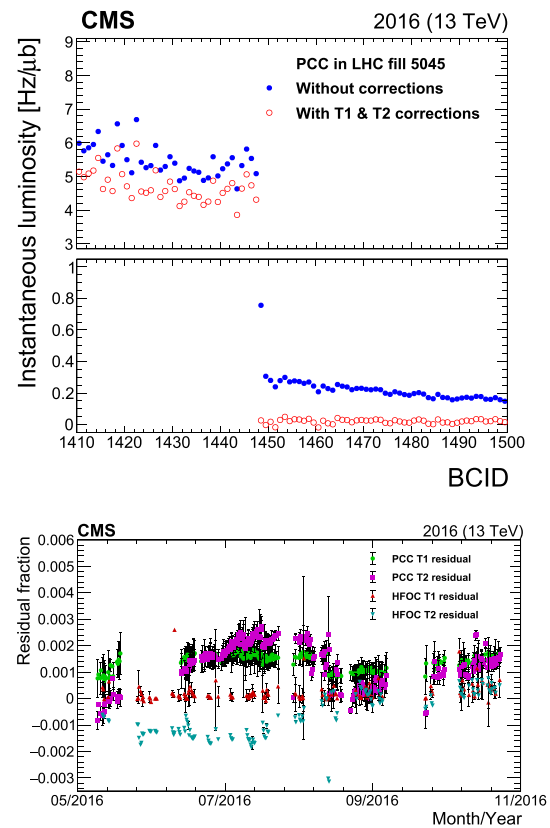 CMS 2016 (13 TeV)
Instantaneous luminosity [Hz/μb]
9
8
7
6
5
4
3
PCC in LHC fill 5045
Without corrections
With T1 & T2 corrections
1
0.8
0.6
0.4
0.2
0
1410 1420 1430 1440 1450 1460 1470 1480 1490 1500
BCID
CMS 2016 (13 TeV)
Residual fraction
0.006
0.005
0.004
0.003
0.002
0.001
0
−0.001
−0.002
−0.003
PCC T1 residual
PCC T2 residual
HFOC T1 residual
HFOC T2 residual
05/2016 07/2016 09/2016 11/2016
Month/Year